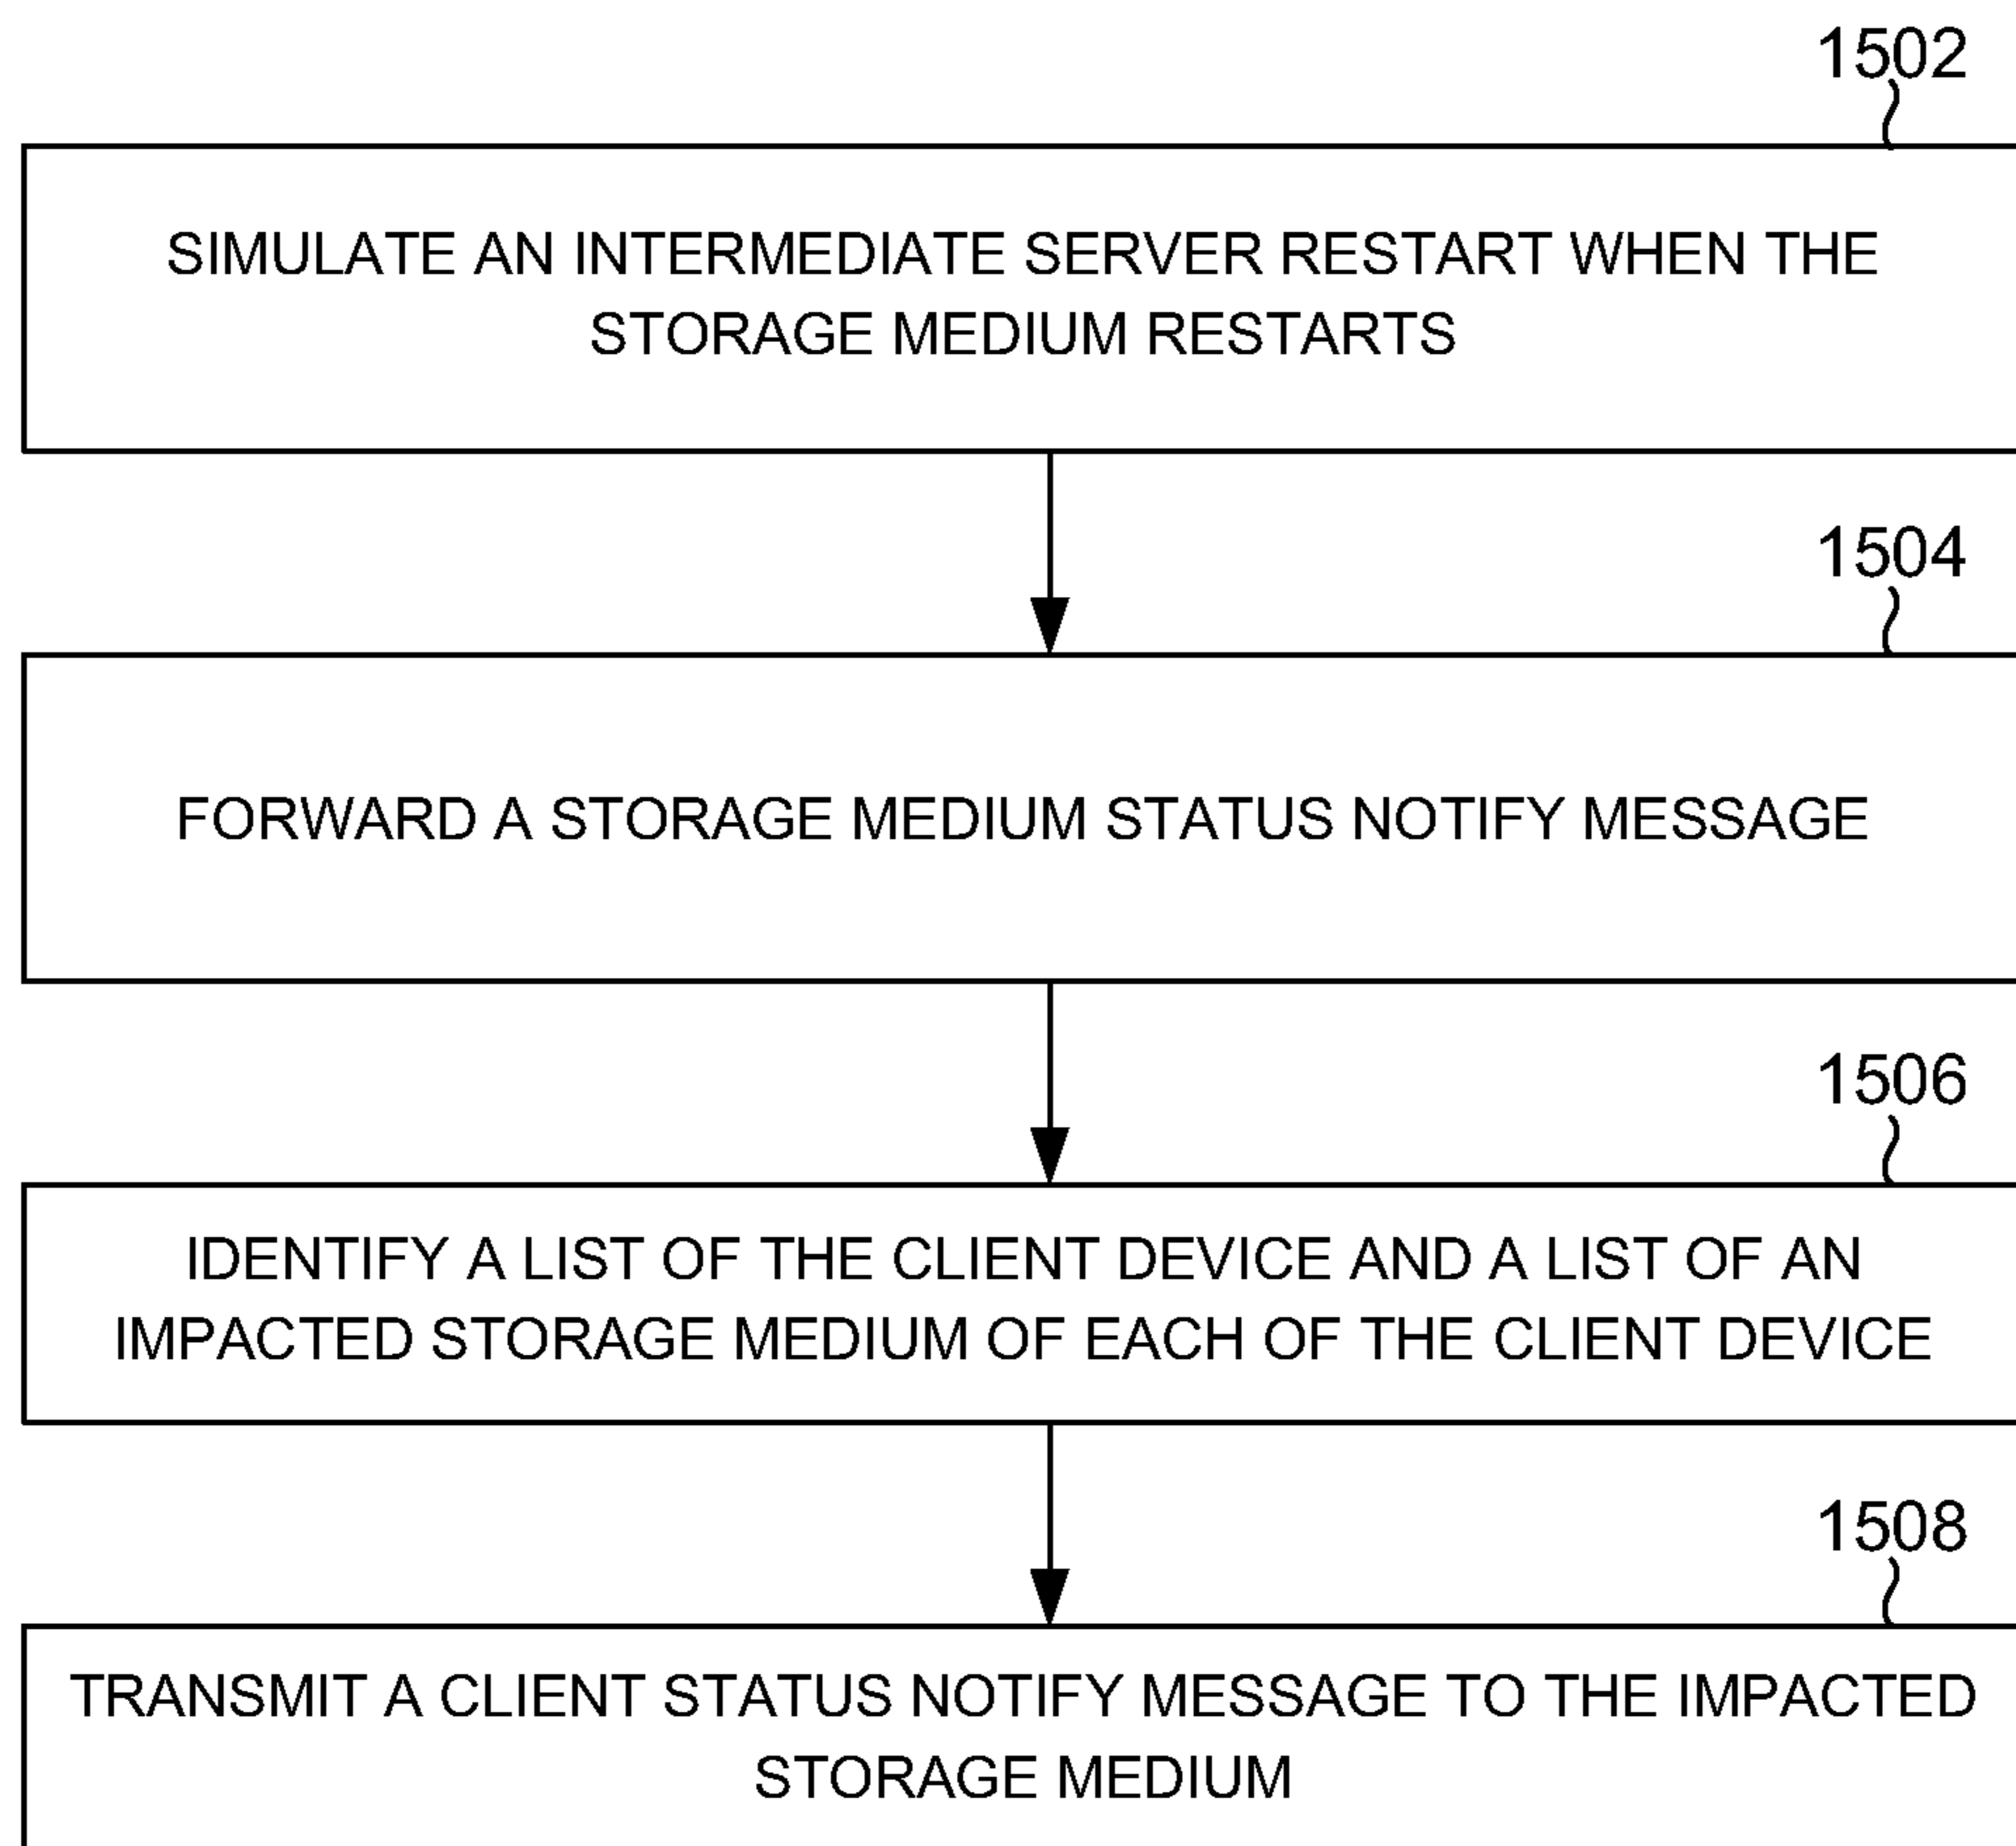 1502
SIMULATE AN INTERMEDIATE SERVER RESTART WHEN THE
STORAGE MEDIUM RESTARTS
1504
FORWARD A STORAGE MEDIUM STATUS NOTIFY MESSAGE
1506
IDENTIFY A LIST OF THE CLIENT DEVICE AND A LIST OF AN
IMPACTED STORAGE MEDIUM OF EACH OF THE CLIENT DEVICE
1508
TRANSMIT A CLIENT STATUS NOTIFY MESSAGE TO THE IMPACTED
STORAGE MEDIUM